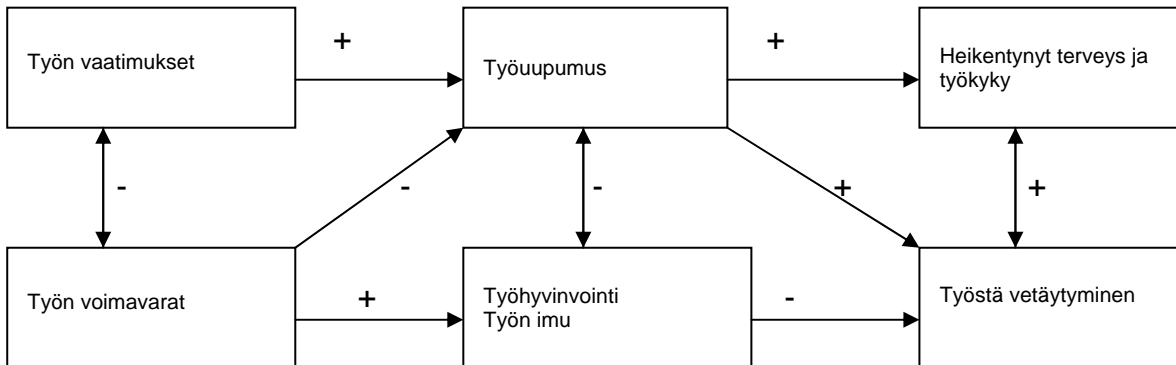 +
+
Työn vaatimukset
Työuupumus
Heikentynyt terveys ja
työkyky
-
-
-
+
+
Työn voimavarat
+
Työhyvinvointi
Työn imu
-
Työstä vetäytyminen